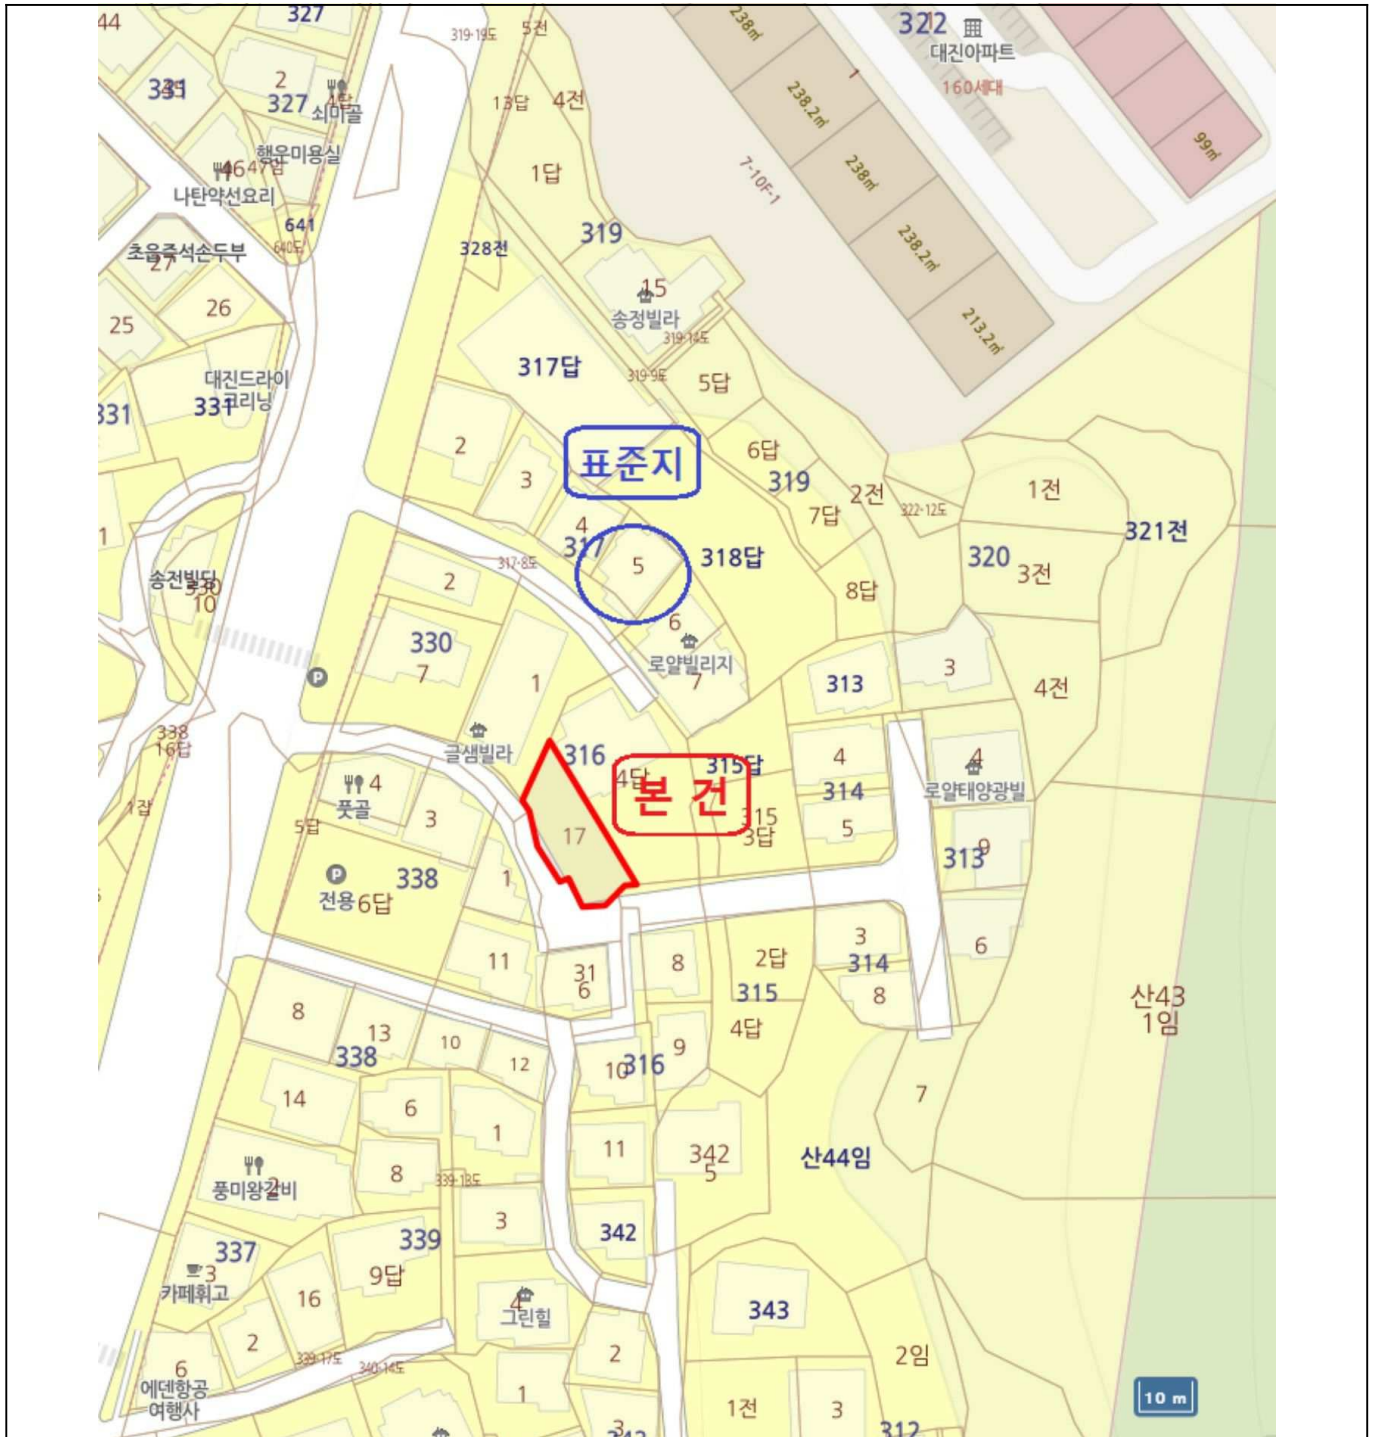 44
327
319-19도
5전
322
1
대진아파트
160세대
238㎡
331
45
2
327
4답
쇠미골
13답
4전
1
238.2㎡
99㎡
행운미용실
46
47임
나탄약선요리
1답
7-10F-1
238㎡
641
640도
초읍즉석손두부
27
328전
319
238.2㎡
26
25
15
송정빌라
319-14도
213.2㎡
대진드라이
크리닝
331
331
317답
319-9도
5답
2
3
표준지
6답
319
2전
7답
322-12도
1전
321전
1
4
317
5
317-8도
318답
320
3전
송전빌딩
330
10
2
8답
330
7
6
로얄빌리지
7
1
313
3
4전
338
16답
글샘빌라
316
4답
본 건
315답
4
314
4
로얄태양광빌
1잡
4
풋골
3
5답
17
315
3답
5
9
313
338
1
전용
6답
11
31
6
8
2답
315
3
314
8
6
산43
1임
8
13
338
10
12
4답
9
10
316
7
14
6
1
11
342
5
산44임
풍미왕갈비
2
8
339-13도
3
342
337
3
카페휘고
339
9답
16
4
그린힐
343
2
6
에덴항공
여행사
339-17도
340-14도
2
2임
1
1전
3
10 m
3
342
312